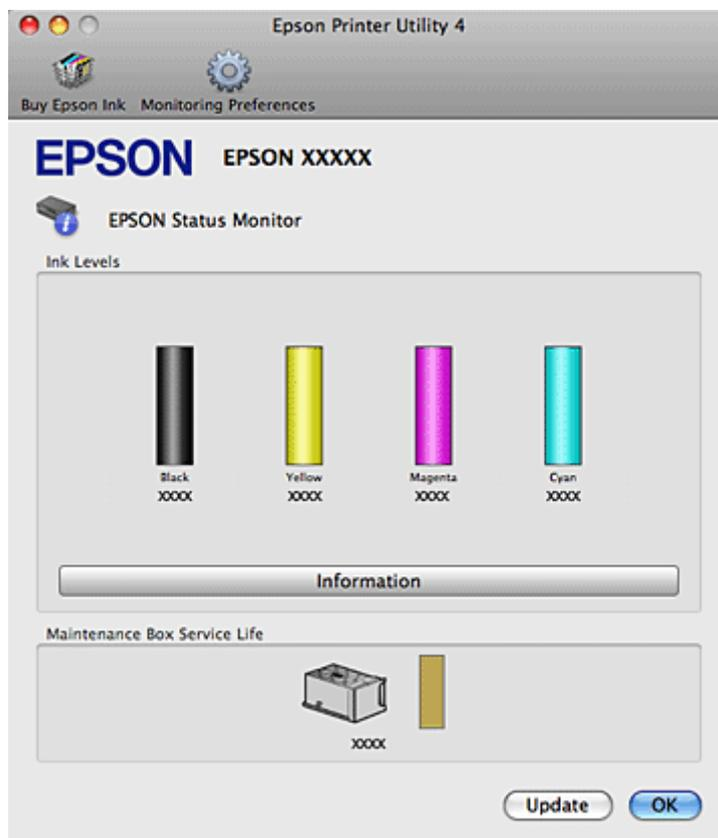 Epson Printer Utility 4
Buy Epson Ink Monitoring Preferences
EPSON EPSON XXXXX
EPSON Status Monitor
Ink Levels
Black Yellow Magenta Cyan
XXXX XXXX XXXX XXXX
Information
Maintenance Box Service Life
XXXX
Update OK